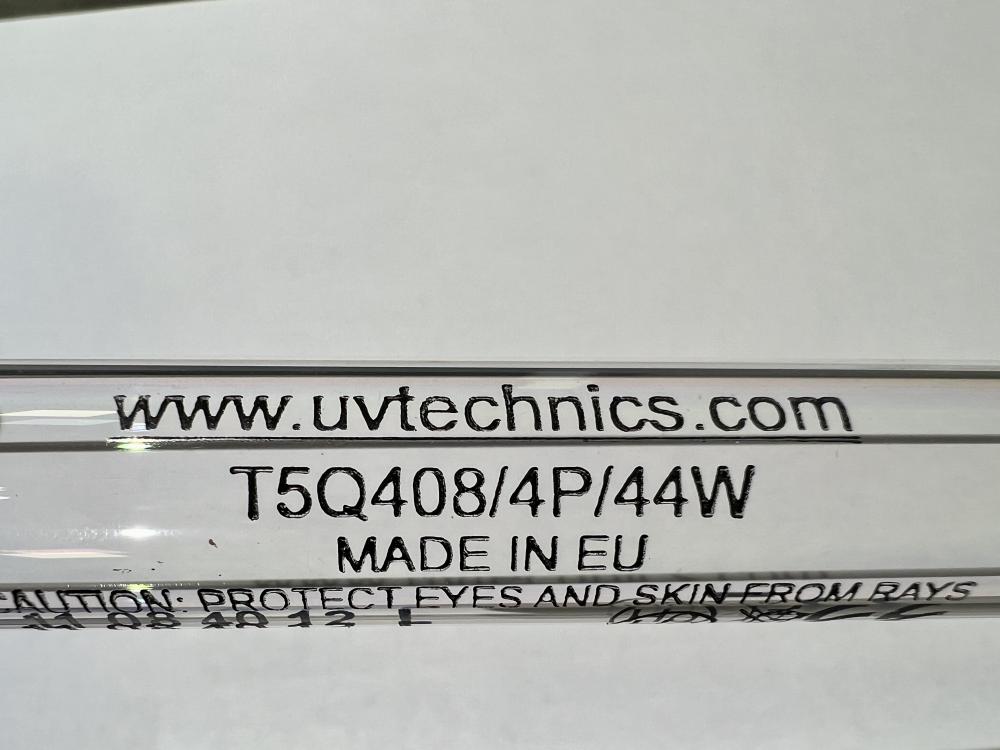 www.uvtechnics.com
T5Q408/4P/44W
MADE IN EU
CAUTION: PROTECT EYES AND SKIN FROM RAYS